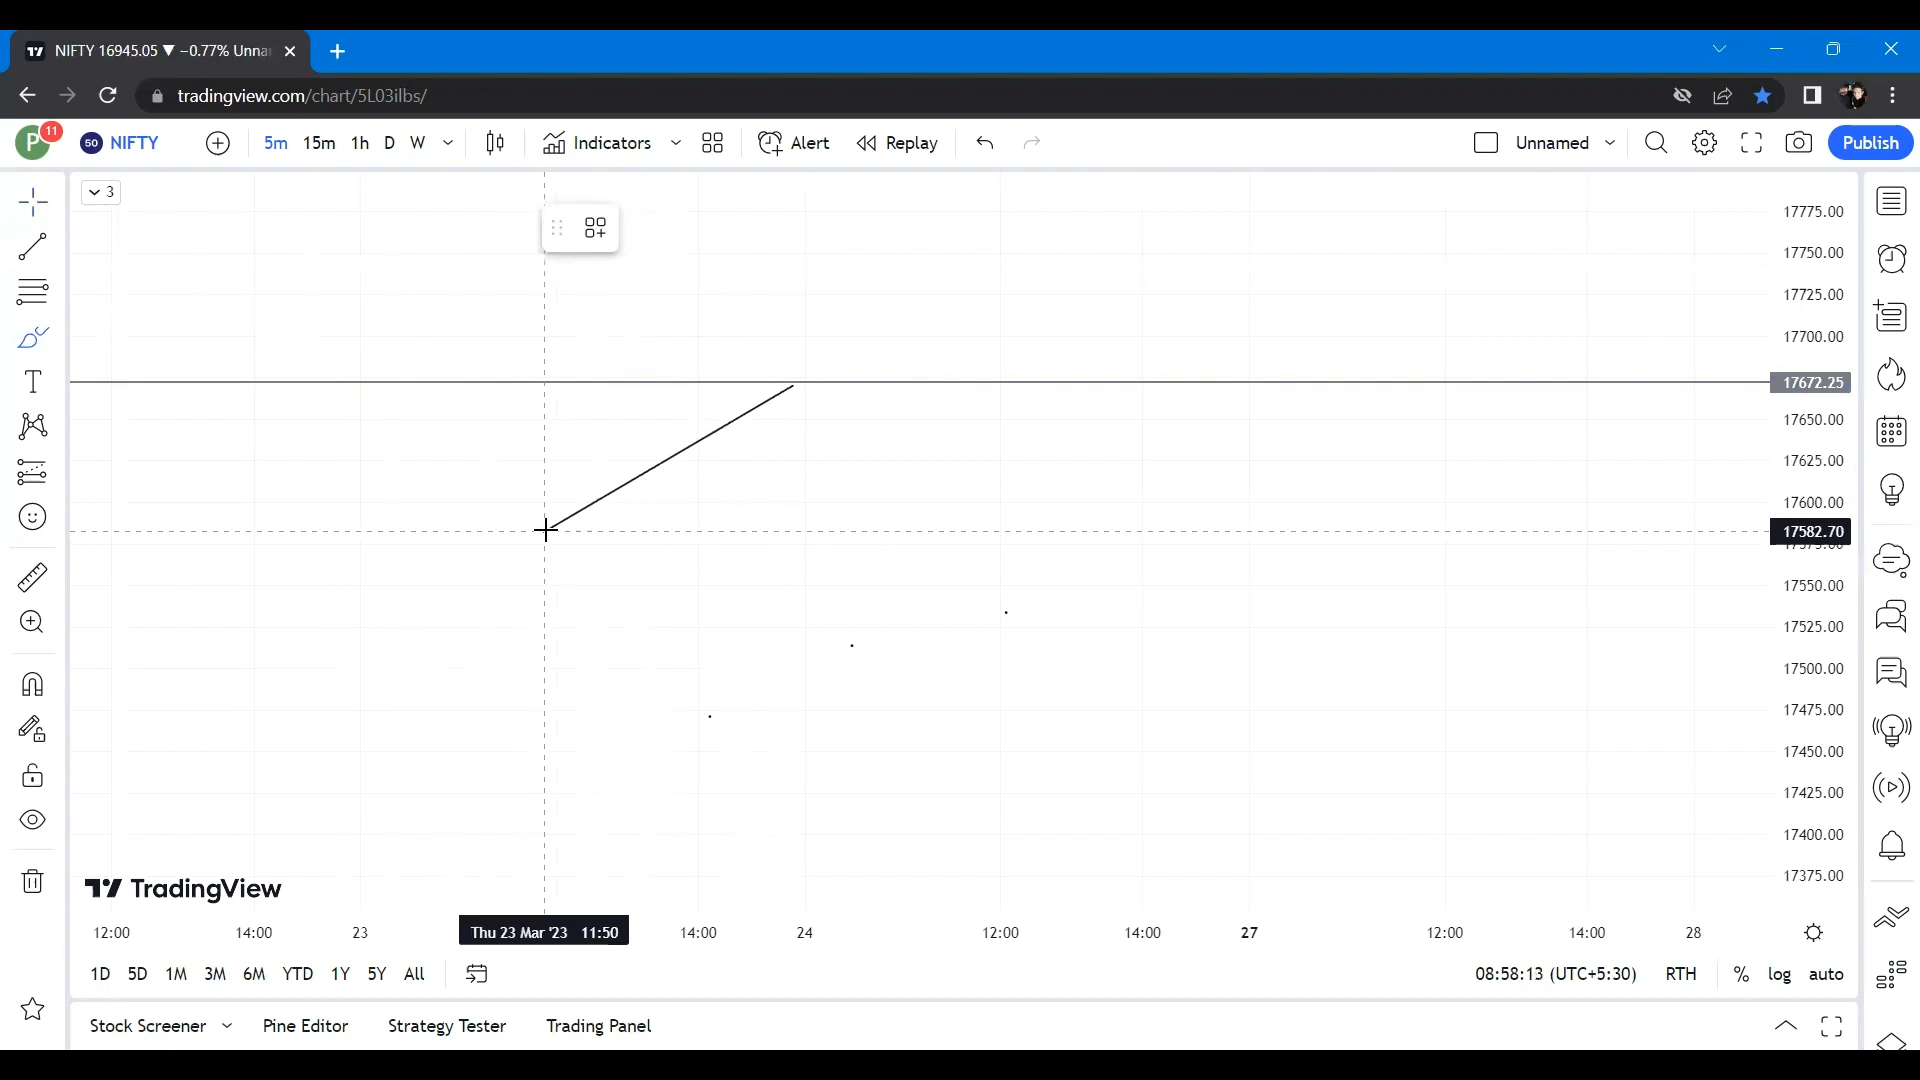 NIFTY 16945.05 ▼ −0.77% Unna
tradingview.com/chart/5L03ilbs/
P 11 50 NIFTY 5m 15m 1h D W Indicators Alert Replay Unnamed Publish
3
17775.00
17750.00
17725.00
17700.00
17672.25
17650.00
17625.00
17600.00
17582.70
17575.00
17550.00
17525.00
17500.00
17475.00
17450.00
17425.00
17400.00
17375.00
TradingView
12:00 14:00 23 Thu 23 Mar '23 11:50 14:00 24 12:00 14:00 27 12:00 14:00 28
1D 5D 1M 3M 6M YTD 1Y 5Y All 08:58:13 (UTC+5:30) RTH % log auto
Stock Screener Pine Editor Strategy Tester Trading Panel